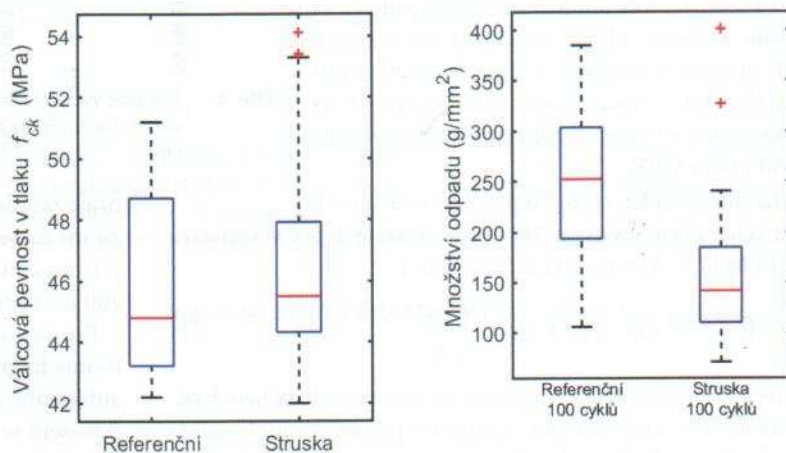 Válcová pevnost v tlaku f_ck (MPa)
54
52
50
48
46
44
42
Referenční
Struska
Množství odpadu (g/mm²)
400
350
300
250
200
150
100
Referenční
100 cyklů
Struska
100 cyklů